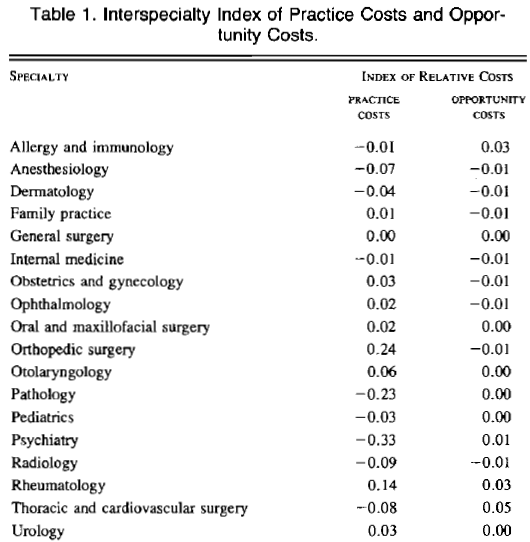 Table 1. Interspecialty Index of Practice Costs and Oppor-
tunity Costs.
SPECIALTY INDEX OF RELATIVE COSTS
PRACTICE COSTS OPPORTUNITY COSTS
Allergy and immunology −0.01 0.03
Anesthesiology −0.07 −0.01
Dermatology −0.04 −0.01
Family practice 0.01 −0.01
General surgery 0.00 0.00
Internal medicine −0.01 −0.01
Obstetrics and gynecology 0.03 −0.01
Ophthalmology 0.02 −0.01
Oral and maxillofacial surgery 0.02 0.00
Orthopedic surgery 0.24 −0.01
Otolaryngology 0.06 0.00
Pathology −0.23 0.00
Pediatrics −0.03 0.00
Psychiatry −0.33 0.01
Radiology −0.09 −0.01
Rheumatology 0.14 0.03
Thoracic and cardiovascular surgery −0.08 0.05
Urology 0.03 0.00